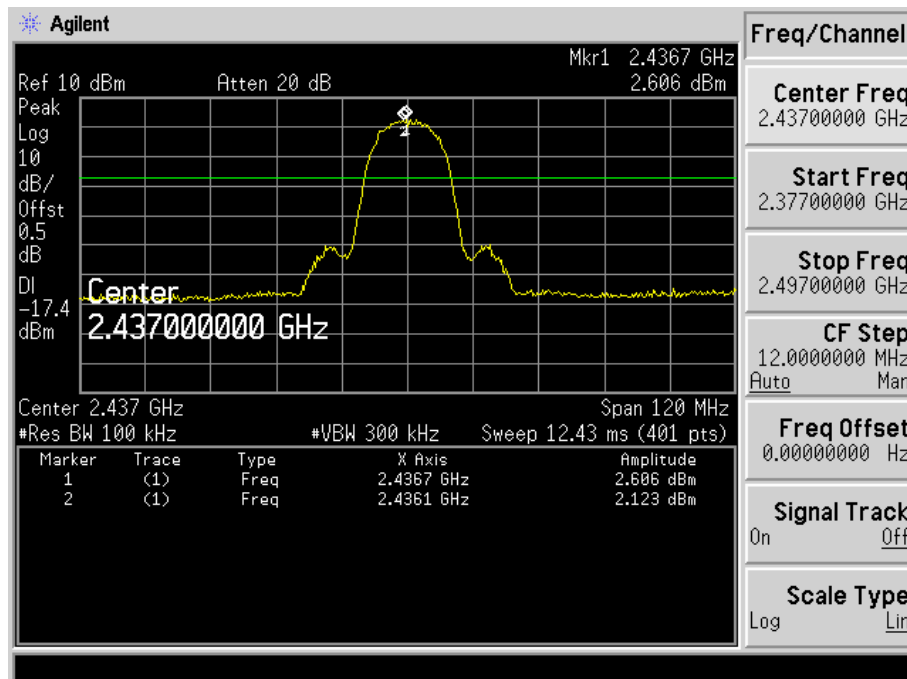 Agilent
Freq/Channel
Mkr1 2.4367 GHz
Ref 10 dBm Atten 20 dB 2.606 dBm
Peak
Log
10
dB/
Offst
0.5
dB
DI
-17.4
dBm
1
2
Center
2.437000000 GHz
Center 2.437 GHz Span 120 MHz
#Res BW 100 kHz #VBW 300 kHz Sweep 12.43 ms (401 pts)
Marker Trace Type X Axis Amplitude
1 (1) Freq 2.4367 GHz 2.606 dBm
2 (1) Freq 2.4361 GHz 2.123 dBm
Center Freq
2.43700000 GHz
Start Freq
2.37700000 GHz
Stop Freq
2.49700000 GHz
CF Step
12.0000000 MHz
Auto Man
Freq Offset
0.00000000 Hz
Signal Track
On Off
Scale Type
Log Lin